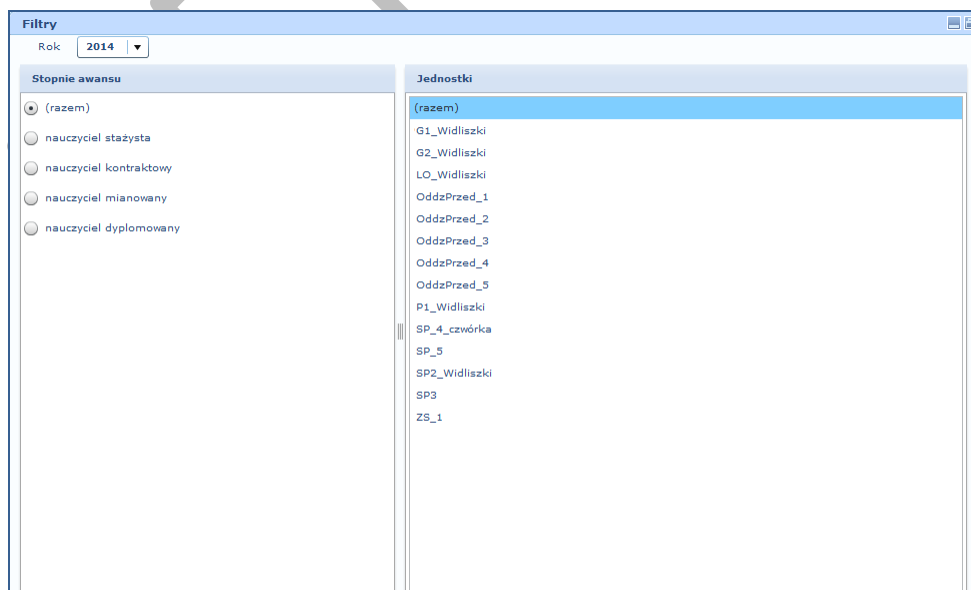 Filtry
Rok 2014
Stopnie awansu
(razem)
nauczyciel stażysta
nauczyciel kontraktowy
nauczyciel mianowany
nauczyciel dyplomowany
Jednostki
(razem)
G1_Widliszki
G2_Widliszki
LO_Widliszki
OddzPrzed_1
OddzPrzed_2
OddzPrzed_3
OddzPrzed_4
OddzPrzed_5
P1_Widliszki
SP_4_czwórka
SP_5
SP2_Widliszki
SP3
ZS_1